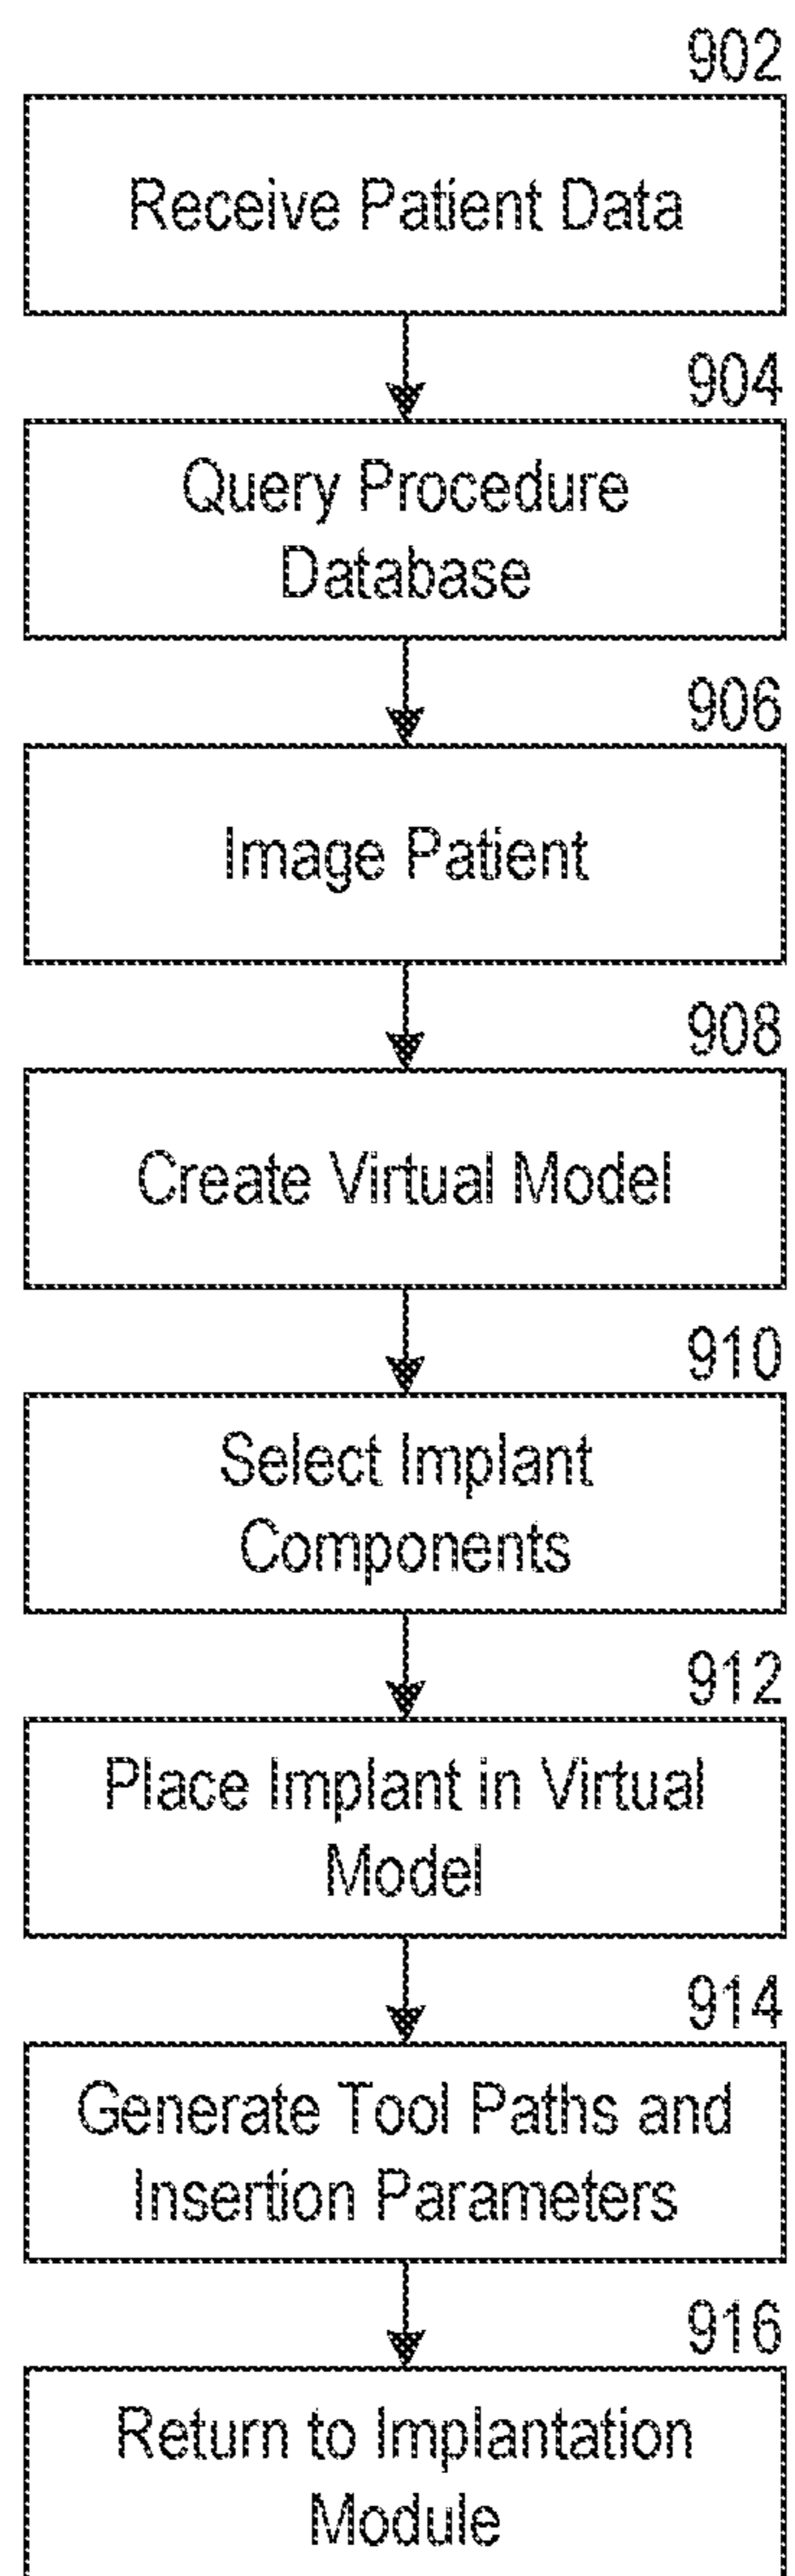 902
Receive Patient Data
904
Query Procedure
Database
906
Image Patient
908
Create Virtual Model
910
Select Implant
Components
912
Place Implant in Virtual
Model
914
Generate Tool Paths and
Insertion Parameters
916
Return to Implantation
Module